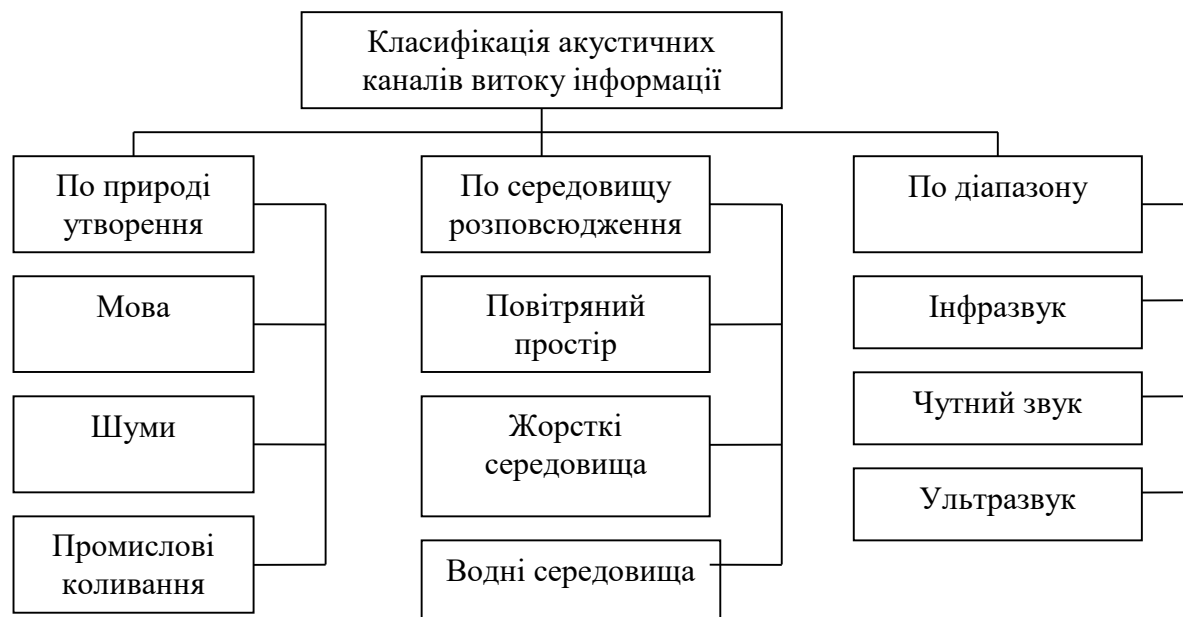 Класифікація акустичних
каналів витоку інформації
По природі
утворення
Мова
Шуми
Промислові
коливання
По середовищу
розповсюдження
Повітряний
простір
Жорсткі
середовища
Водні середовища
По діапазону
Інфразвук
Чутний звук
Ультразвук